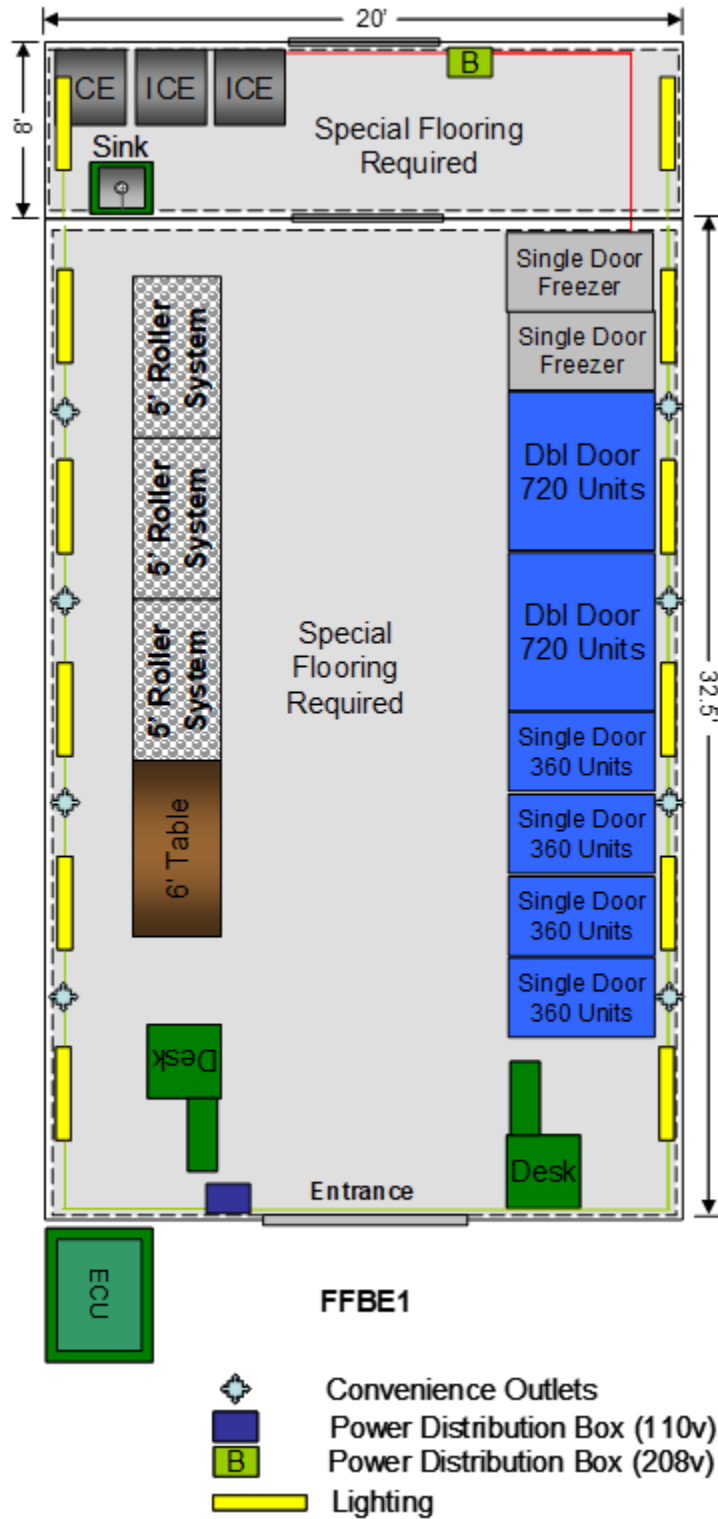 20'
8'
ICE
ICE
ICE
B
Special Flooring
Required
Sink
Single Door
Freezer
Single Door
Freezer
5' Roller
System
5' Roller
System
5' Roller
System
Dbl Door
720 Units
Dbl Door
720 Units
Special
Flooring
Required
32.5'
Single Door
360 Units
Single Door
360 Units
Single Door
360 Units
Single Door
360 Units
6' Table
Desk
Desk
Entrance
ECU
FFBE1
Convenience Outlets
Power Distribution Box (110v)
B
Power Distribution Box (208v)
Lighting